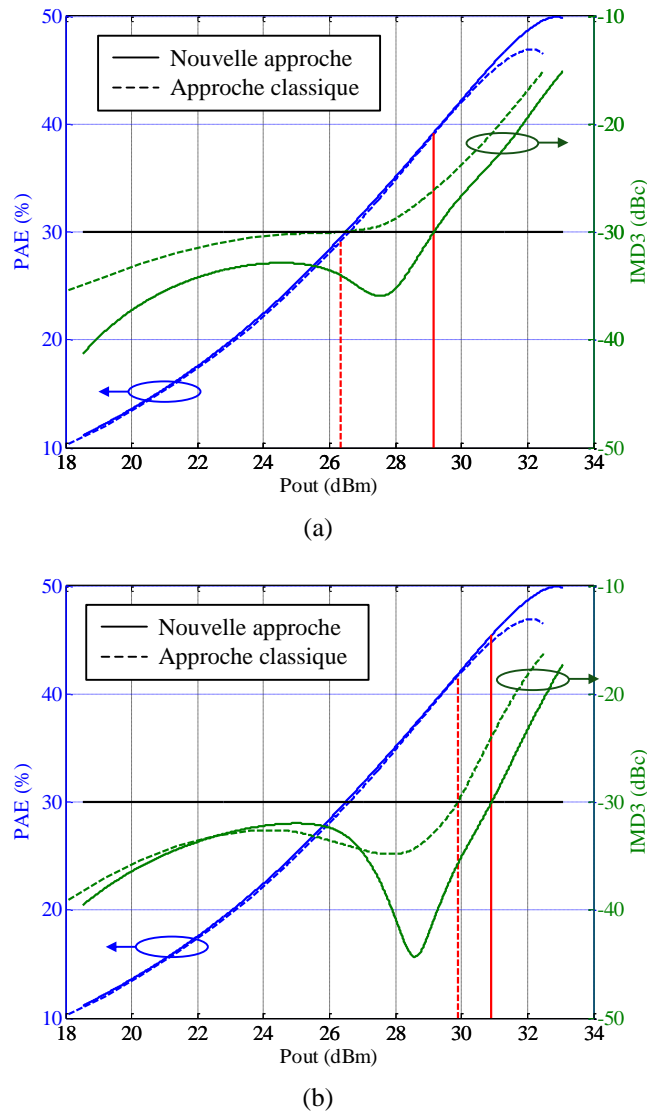 50
40
30
20
10
PAE (%)
Nouvelle approche
Approche classique
-10
-20
-30
-40
-50
IMD3 (dBc)
18 20 22 24 26 28 30 32 34
Pout (dBm)
(a)
50
40
30
20
10
PAE (%)
Nouvelle approche
Approche classique
-10
-20
-30
-40
-50
IMD3 (dBc)
18 20 22 24 26 28 30 32 34
Pout (dBm)
(b)